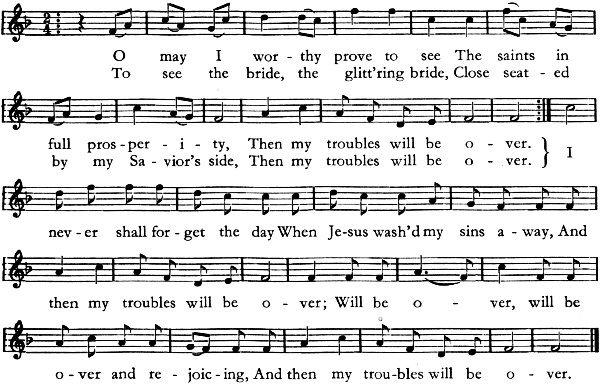 O may I wor - thy prove to see The saints in
To see the bride, the glitt'ring bride, Close seat - ed
full pros - per - i - ty, Then my troubles will be o - ver.
by my Sa - vior's side, Then my troubles will be o - ver. } I
nev - er shall for - get the day When Je - sus wash'd my sins a - way, And
then my troubles will be o - ver; Will be o - ver, will be
o - ver and re - joic - ing, And then my trou - bles will be o - ver.